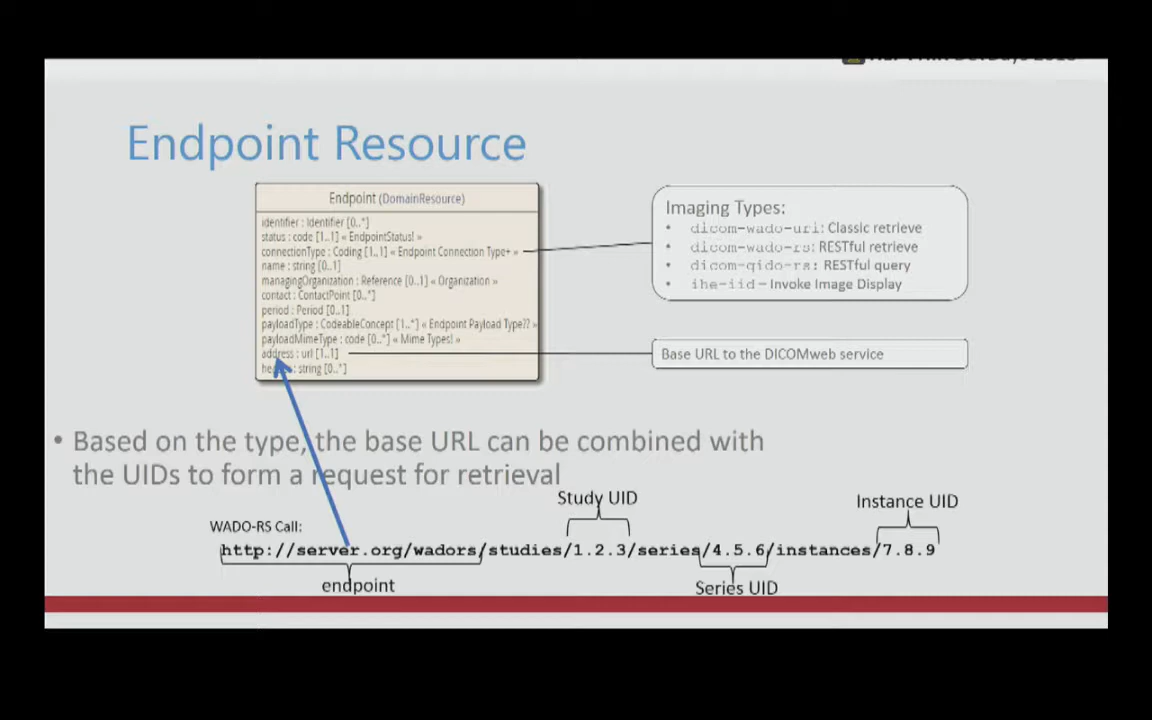 Endpoint Resource
Endpoint (DomainResource)
identifier : Identifier [0..*]
status : code [1..1] « EndpointStatus! »
connectionType : Coding [1..1] « Endpoint Connection Type+ »
name : string [0..1]
managingOrganization : Reference [0..1] « Organization »
contact : ContactPoint [0..*]
period : Period [0..1]
payloadType : CodeableConcept [1..*] « Endpoint Payload Type?? »
payloadMimeType : code [0..*] « Mime Types! »
address : url [1..1]
: string [0..*]
Imaging Types:
• dicom-wado-uri: Classic retrieve
• dicom-wado-rs: RESTful retrieve
• dicom-qido-rs: RESTful query
• ihe-iid – Invoke Image Display
Base URL to the DICOMweb service
• Based on the type, the base URL can be combined with
the UIDs to form a request for retrieval
Study UID
Instance UID
WADO-RS Call:
http://server.org/wadors/studies/1.2.3/series/4.5.6/instances/7.8.9
endpoint
Series UID